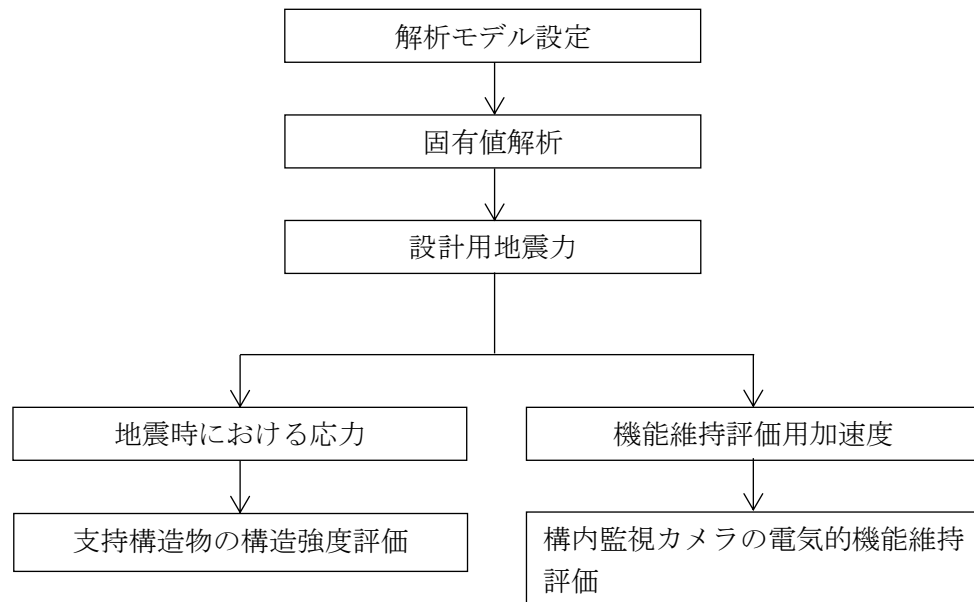 解析モデル設定
固有値解析
設計用地震力
地震時における応力
機能維持評価用加速度
支持構造物の構造強度評価
構内監視カメラの電気的機能維持
評価